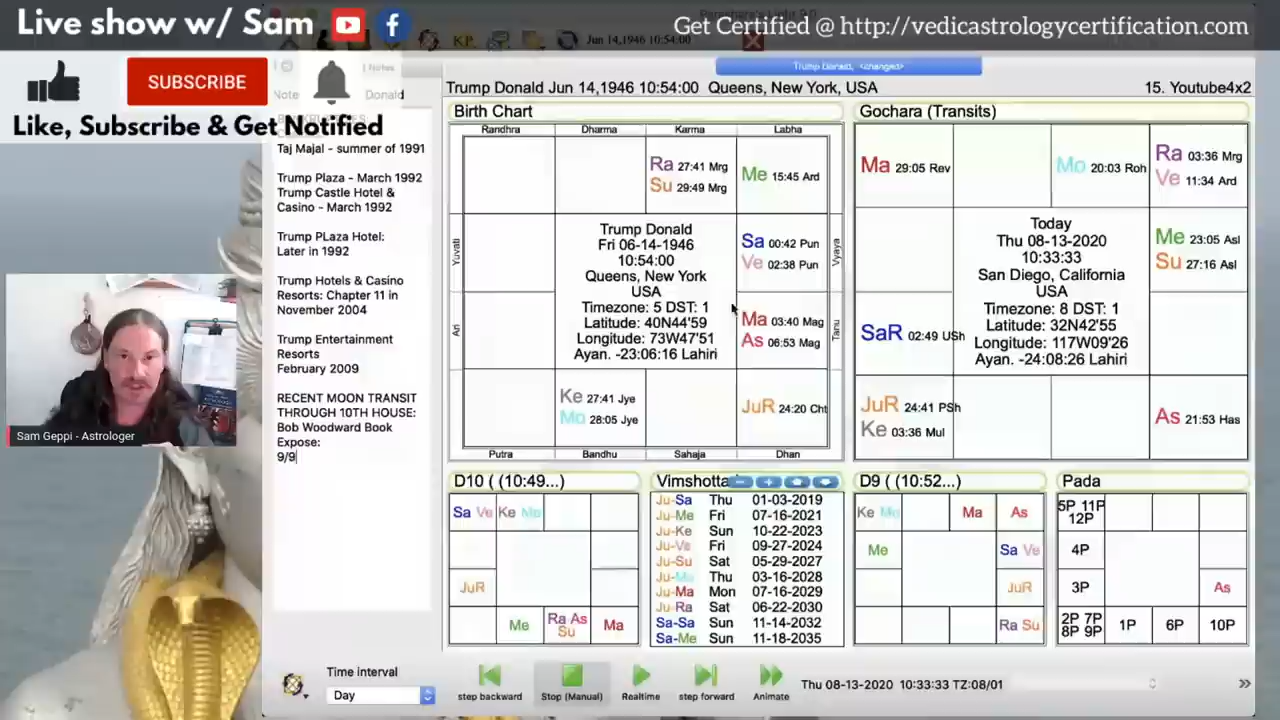 Live show w/ Sam
Get Certified @ http://vedicastrologycertification.com
KP
Jun 14,1946 10:54:00
SUBSCRIBE
Notes
Note
Donald
Like, Subscribe & Get Notified
Trump Donald, <changed>
Trump Donald Jun 14,1946 10:54:00 Queens, New York, USA
15. Youtube4x2
Taj Majal - summer of 1991
Trump Plaza - March 1992
Trump Castle Hotel &
Casino - March 1992
Trump PLaza Hotel:
Later in 1992
Trump Hotels & Casino
Resorts: Chapter 11 in
November 2004
Trump Entertainment
Resorts
February 2009
RECENT MOON TRANSIT
THROUGH 10TH HOUSE:
Bob Woodward Book
Expose:
9/9
Sam Geppi - Astrologer
Birth Chart
Randhra Dharma Karma Labha
Ra 27:41 Mrg
Su 29:49 Mrg
Me 15:45 Ard
Yuvati
Trump Donald
Fri 06-14-1946
10:54:00
Queens, New York
USA
Timezone: 5 DST: 1
Latitude: 40N44'59
Longitude: 73W47'51
Ayan. -23:06:16 Lahiri
Sa 00:42 Pun
Ve 02:38 Pun
Vyaya
Ari
Ma 03:40 Mag
As 06:53 Mag
Tanu
Ke 27:41 Jye
Mo 28:05 Jye
JuR 24:20 Cht
Putra Bandhu Sahaja Dhan
Gochara (Transits)
Ma 29:05 Rev
Mo 20:03 Roh
Ra 03:36 Mrg
Ve 11:34 Ard
Today
Thu 08-13-2020
10:33:33
San Diego, California
USA
Timezone: 8 DST: 1
Latitude: 32N42'55
Longitude: 117W09'26
Ayan. -24:08:26 Lahiri
Me 23:05 Asl
Su 27:16 Asl
SaR 02:49 USh
JuR 24:41 PSh
Ke 03:36 Mul
As 21:53 Has
D10 ( (10:49...)
Sa Ve Ke Mo
JuR
Me
Ra As
Su
Ma
Vimshotta
Ju-Sa Thu 01-03-2019
Ju-Me Fri 07-16-2021
Ju-Ke Sun 10-22-2023
Ju-Ve Fri 09-27-2024
Ju-Su Sat 05-29-2027
Ju-Mo Thu 03-16-2028
Ju-Ma Mon 07-16-2029
Ju-Ra Sat 06-22-2030
Sa-Sa Sun 11-14-2032
Sa-Me Sun 11-18-2035
D9 ( (10:52...)
Ke Mo Ma As
Me
Sa Ve
JuR
Ra Su
Pada
5P 11P
12P
4P
3P
As
2P 7P
8P 9P
1P 6P 10P
Time interval
Day
step backward
Stop (Manual)
Realtime
step forward
Animate
Thu 08-13-2020 10:33:33 TZ:08/01